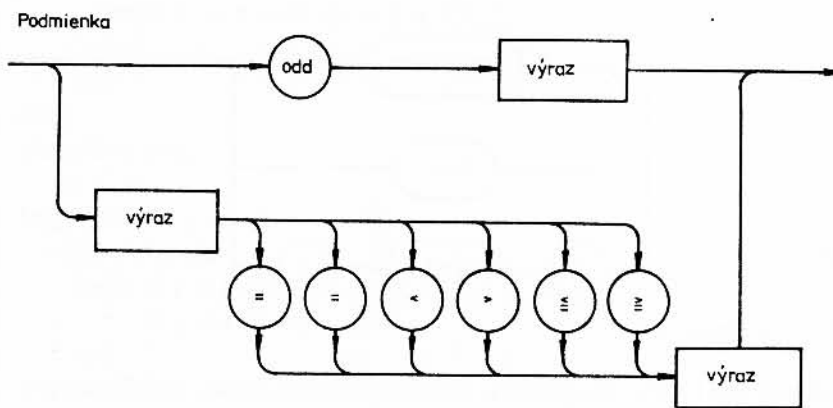 Podmienka
odd
výraz
výraz
= = < < ≤ ≤
výraz